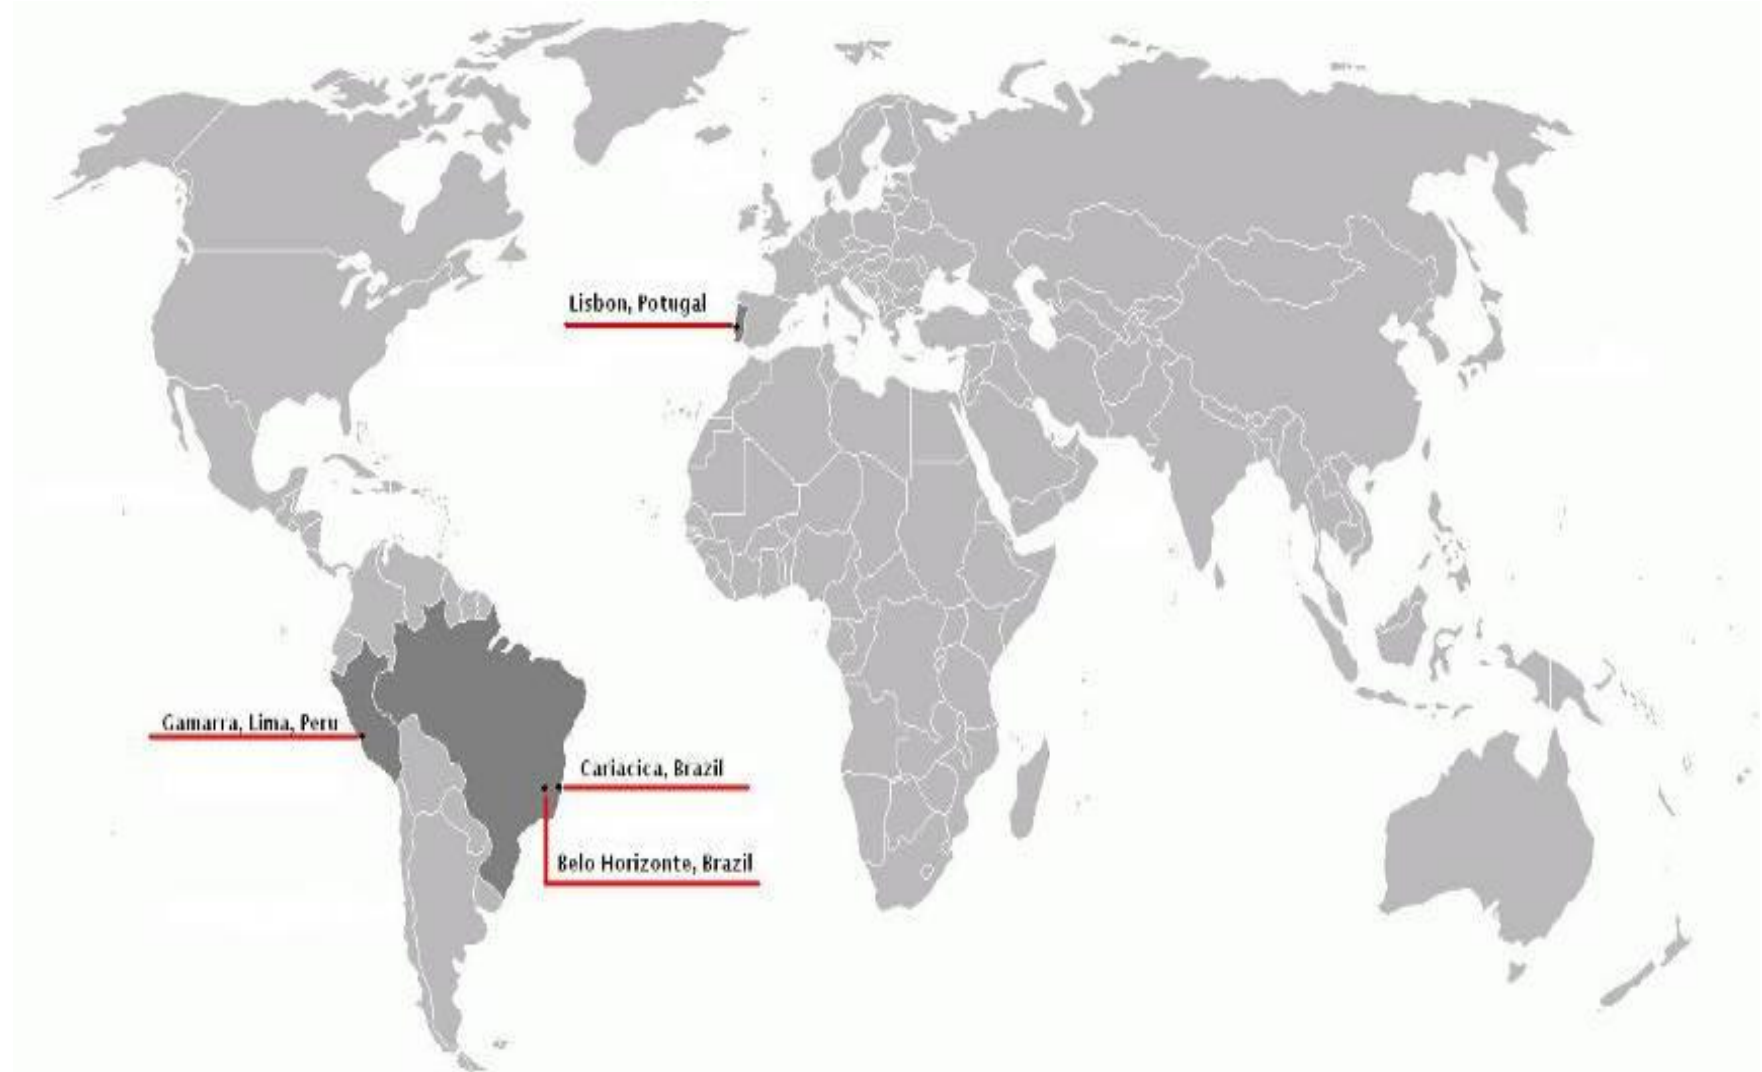 Lisbon, Potugal
Gamarra, Lima, Peru
Cariacica, Brazil
Belo Horizonte, Brazil